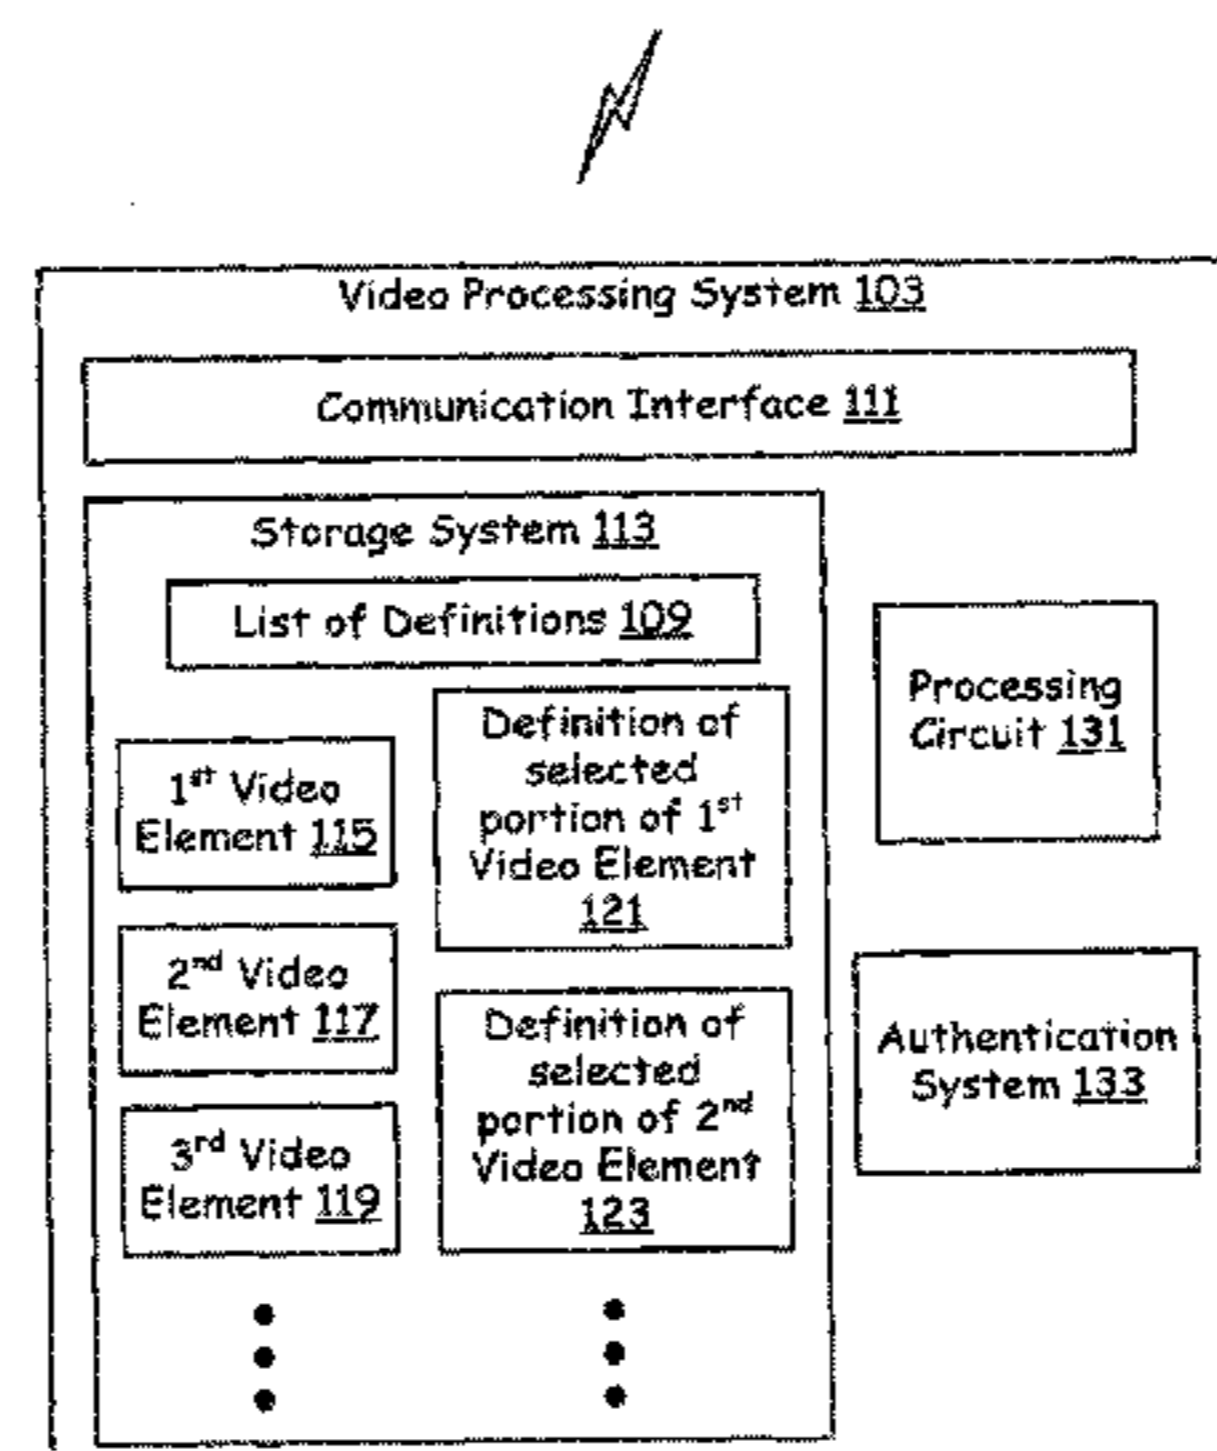 Video Processing System 103
Communication Interface 111
Storage System 113
List of Definitions 109
1st Video
Element 115
2nd Video
Element 117
3rd Video
Element 119
Definition of
selected
portion of 1st
Video Element
121
Definition of
selected
portion of 2nd
Video Element
123
Processing
Circuit 131
Authentication
System 133